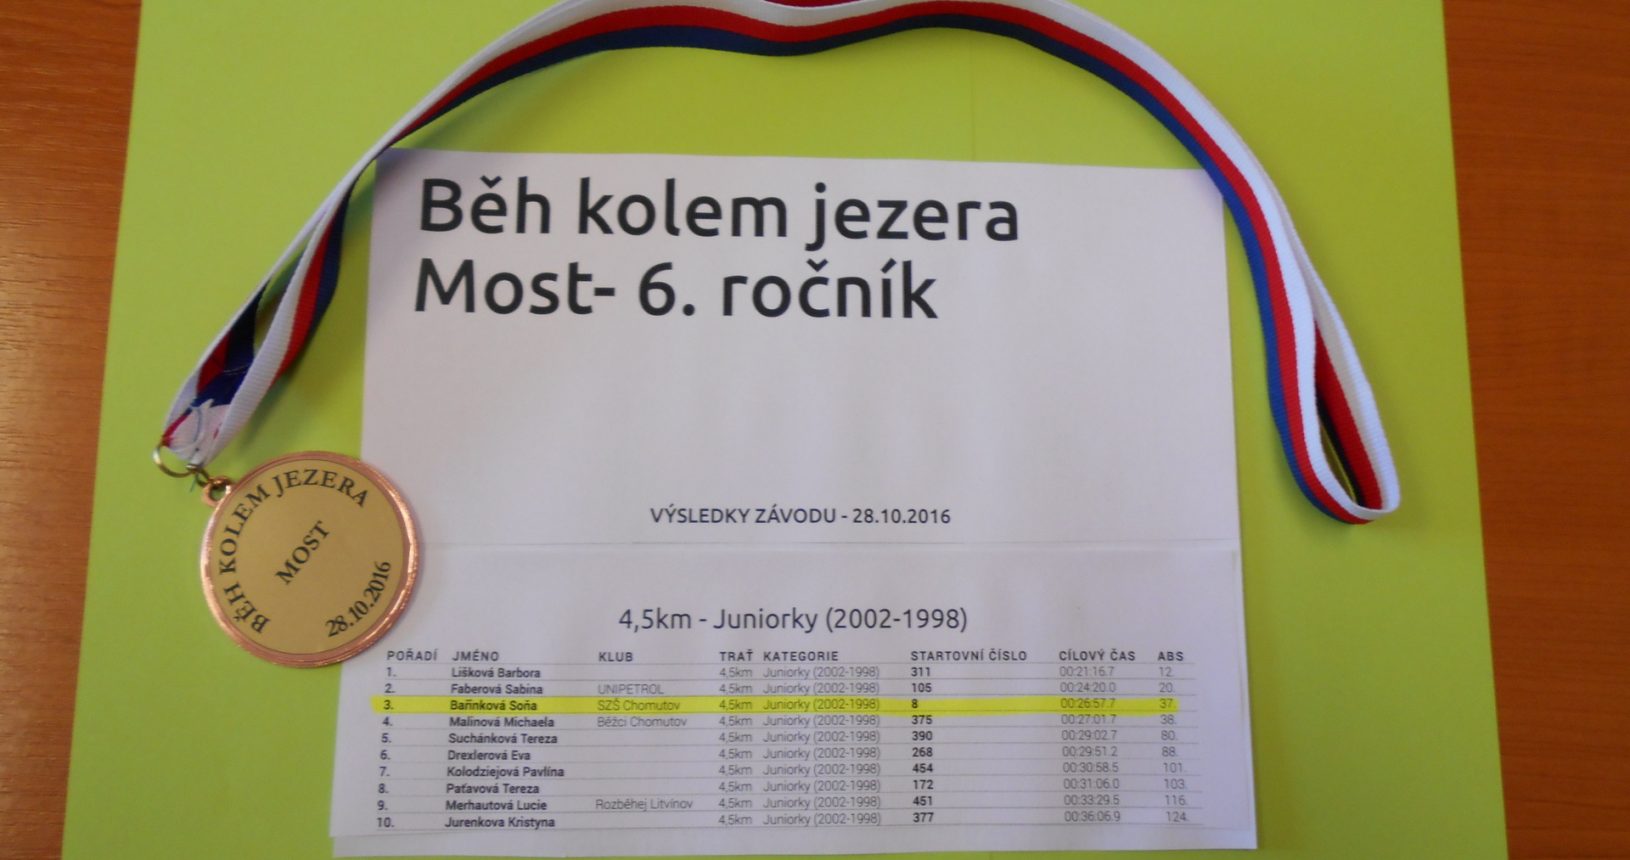 Běh kolem jezera
Most- 6. ročník
VÝSLEDKY ZÁVODU - 28.10.2016
BĚH KOLEM JEZERA
MOST
28.10.2016
4,5km - Juniorky (2002-1998)
POŘADÍ JMÉNO KLUB TRAŤ KATEGORIE STARTOVNÍ ČÍSLO CÍLOVÝ ČAS ABS
1. Lišková Barbora 4,5km Juniorky (2002-1998) 311 00:21:16.7 12.
2. Faberová Sabina UNIPETROL 4,5km Juniorky (2002-1998) 105 00:24:20.0 20.
3. Bařinková Soňa SZŠ Chomutov 4,5km Juniorky (2002-1998) 8 00:26:57.7 37.
4. Malinová Michaela Běžci Chomutov 4,5km Juniorky (2002-1998) 375 00:27:01.7 38.
5. Suchánková Tereza 4,5km Juniorky (2002-1998) 390 00:29:02.7 80.
6. Drexlerová Eva 4,5km Juniorky (2002-1998) 268 00:29:51.2 88.
7. Kolodziejová Pavlína 4,5km Juniorky (2002-1998) 454 00:30:58.5 101.
8. Paťavová Tereza 4,5km Juniorky (2002-1998) 172 00:31:06.0 103.
9. Merhautová Lucie Rozběhej Litvínov 4,5km Juniorky (2002-1998) 451 00:33:29.5 116.
10. Jurenkova Kristyna 4,5km Juniorky (2002-1998) 377 00:36:06.9 124.